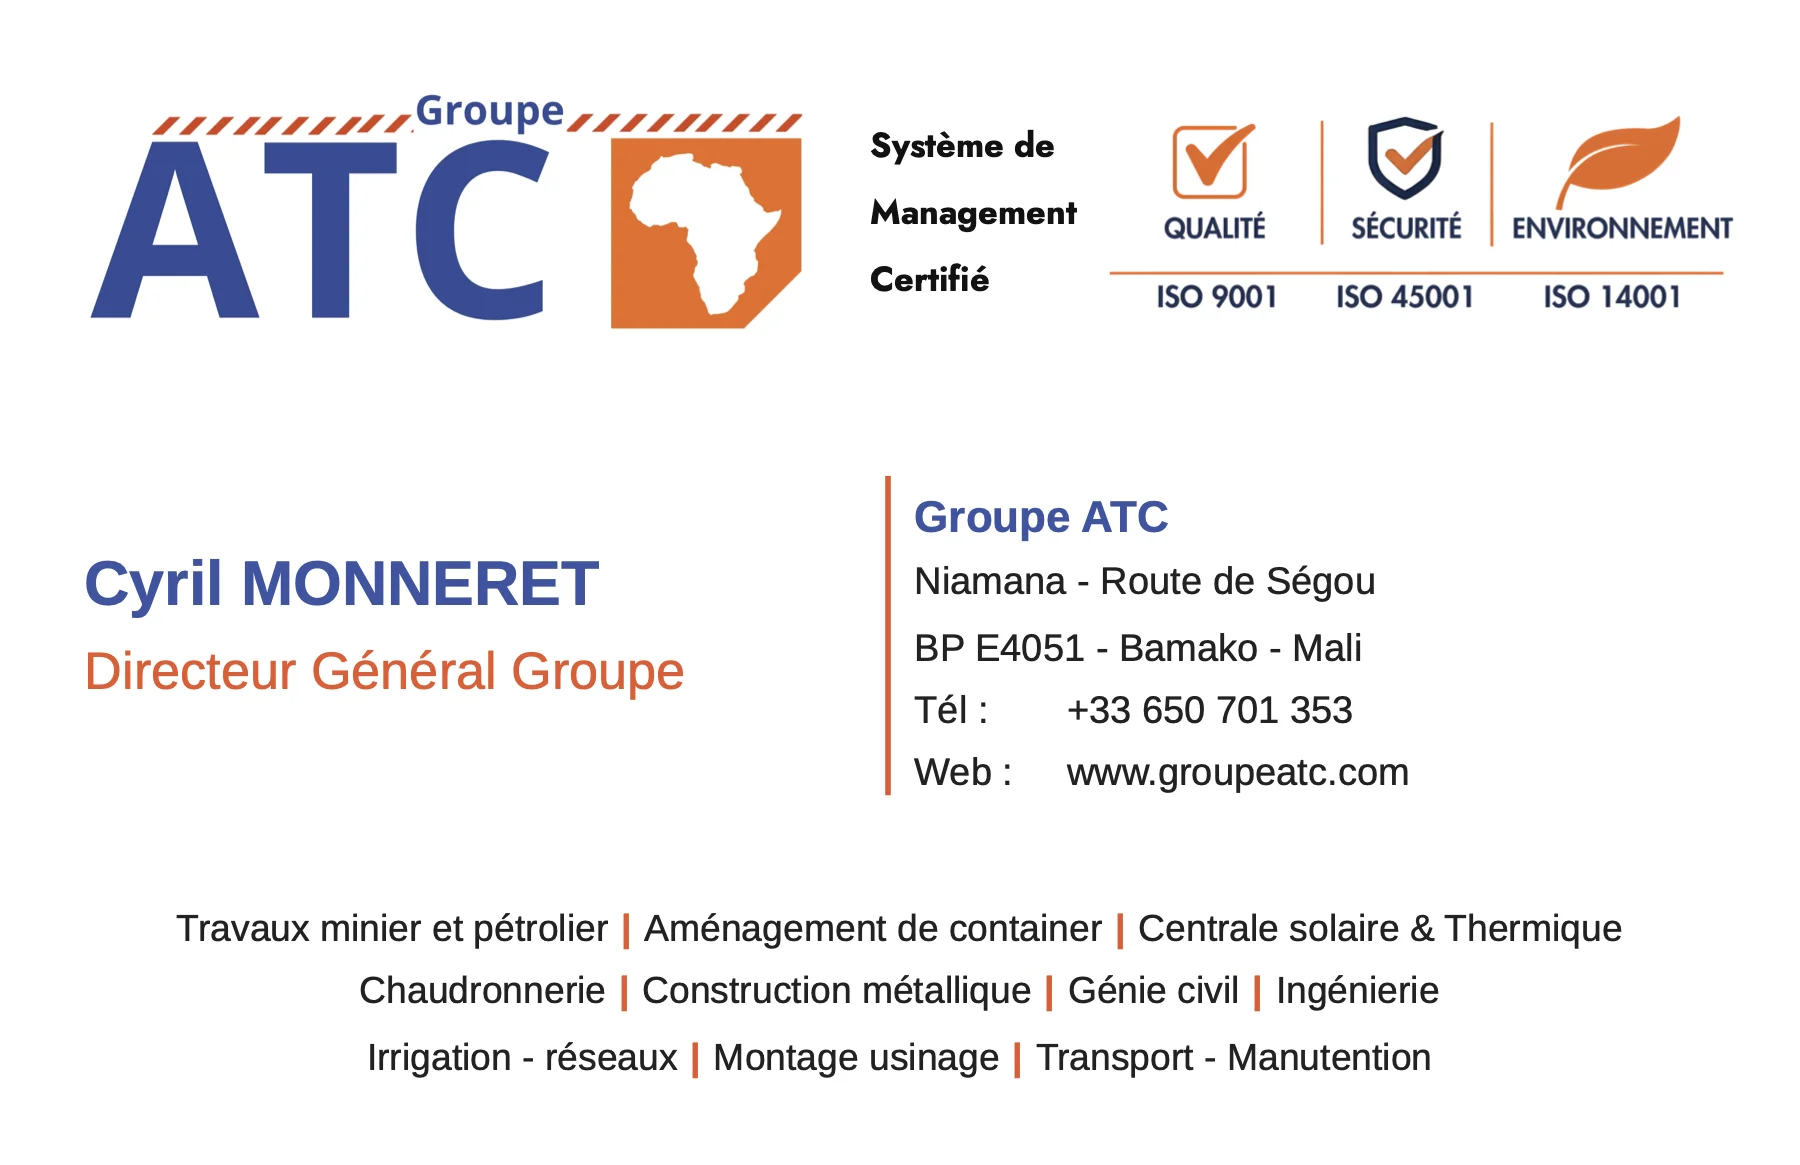 Groupe
ATC
Système de
Management
Certifié
QUALITÉ
SÉCURITÉ
ENVIRONNEMENT
ISO 9001
ISO 45001
ISO 14001
Cyril MONNERET
Directeur Général Groupe
Groupe ATC
Niamana - Route de Ségou
BP E4051 - Bamako - Mali
Tél : +33 650 701 353
Web : www.groupeatc.com
Travaux minier et pétrolier | Aménagement de container | Centrale solaire & Thermique
Chaudronnerie | Construction métallique | Génie civil | Ingénierie
Irrigation - réseaux | Montage usinage | Transport - Manutention